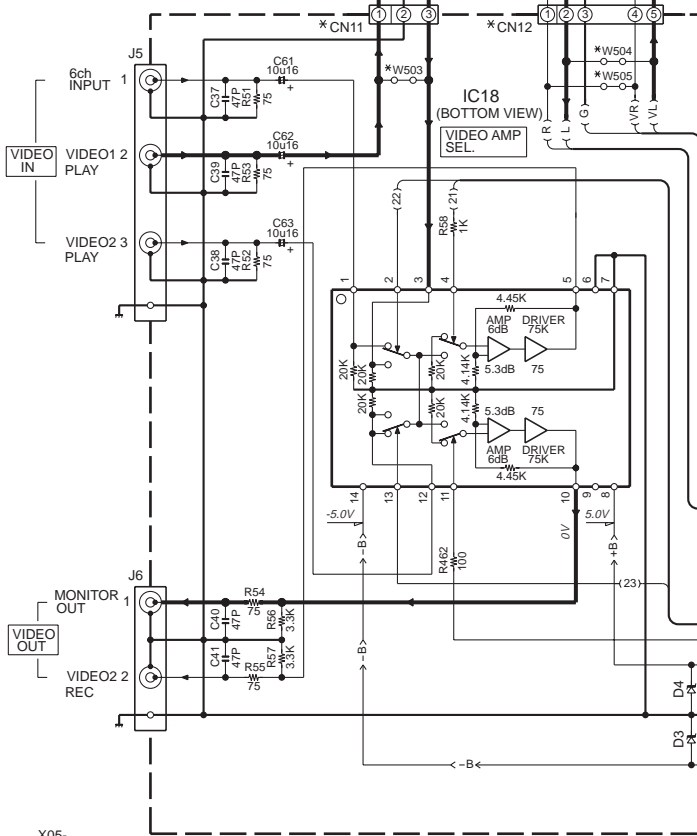 * CN11
1 2 3
* CN12
1 2 3 4 5
J5
6ch
INPUT 1
C61
10u16
+
C37
47P
R51
75
*W503
*W504
*W505
IC18
(BOTTOM VIEW)
VIDEO AMP
SEL.
R
L
G
VR
VL
VIDEO
IN
VIDEO1 2
PLAY
C62
10u16
+
C39
47P
R53
75
VIDEO2 3
PLAY
C63
10u16
+
C38
47P
R52
75
22
R58
1K
21
1 2 3 4 5 6 7
4.45K
AMP
6dB
DRIVER
75K
5.3dB
75
20K
20K
20K
4.14K
20K
20K
4.14K
5.3dB
75
AMP
6dB
DRIVER
75K
4.45K
14 13 12 11 10 9 8
-5.0V
0V
5.0V
-B
R462
100
+B
23
J6
MONITOR 1
OUT
R54
75
C40
47P
R56
3.3K
VIDEO
OUT
C41
47P
R57
3.3K
VIDEO2 2
REC
R55
75
-B
D4
D3
-B
X05-